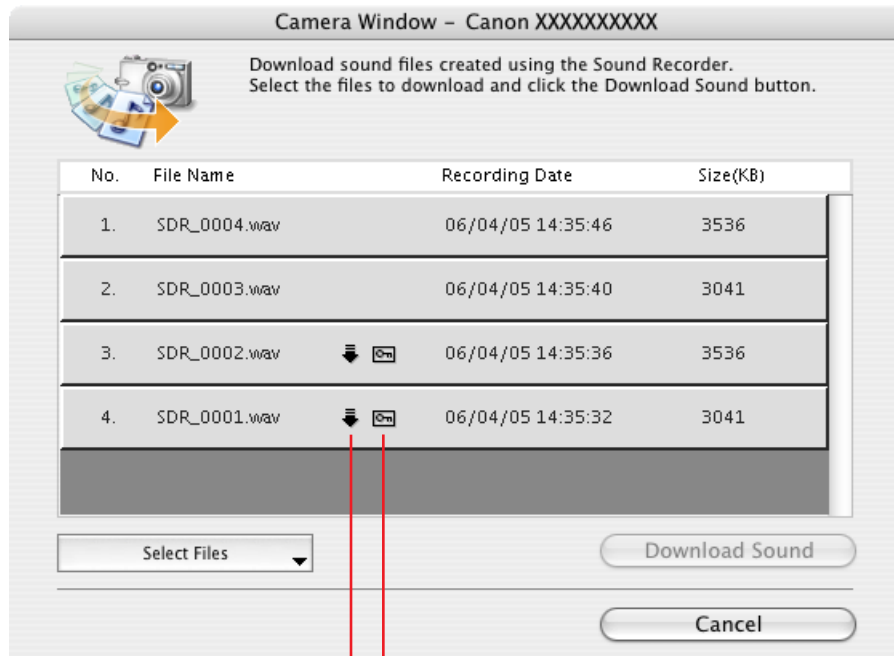 Camera Window – Canon XXXXXXXXXX
Download sound files created using the Sound Recorder.
Select the files to download and click the Download Sound button.
No. File Name Recording Date Size(KB)
1. SDR_0004.wav 06/04/05 14:35:46 3536
2. SDR_0003.wav 06/04/05 14:35:40 3041
3. SDR_0002.wav 06/04/05 14:35:36 3536
4. SDR_0001.wav 06/04/05 14:35:32 3041
Select Files Download Sound
Cancel